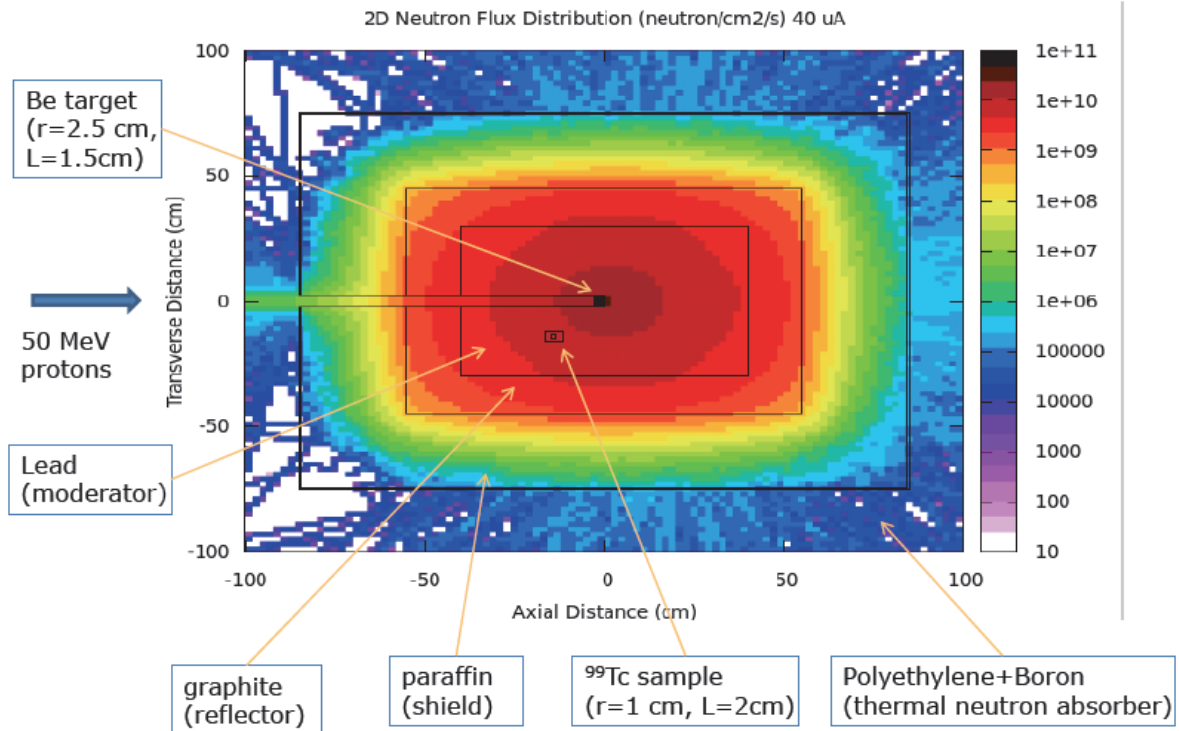 2D Neutron Flux Distribution (neutron/cm2/s) 40 uA
Be target
(r=2.5 cm,
L=1.5cm)
50 MeV
protons
Lead
(moderator)
Transverse Distance (cm)
100
50
0
-50
-100
-100
-50
0
50
100
Axial Distance (cm)
1e+11
1e+10
1e+09
1e+08
1e+07
1e+06
100000
10000
1000
100
10
graphite
(reflector)
paraffin
(shield)
⁹⁹Tc sample
(r=1 cm, L=2cm)
Polyethylene+Boron
(thermal neutron absorber)